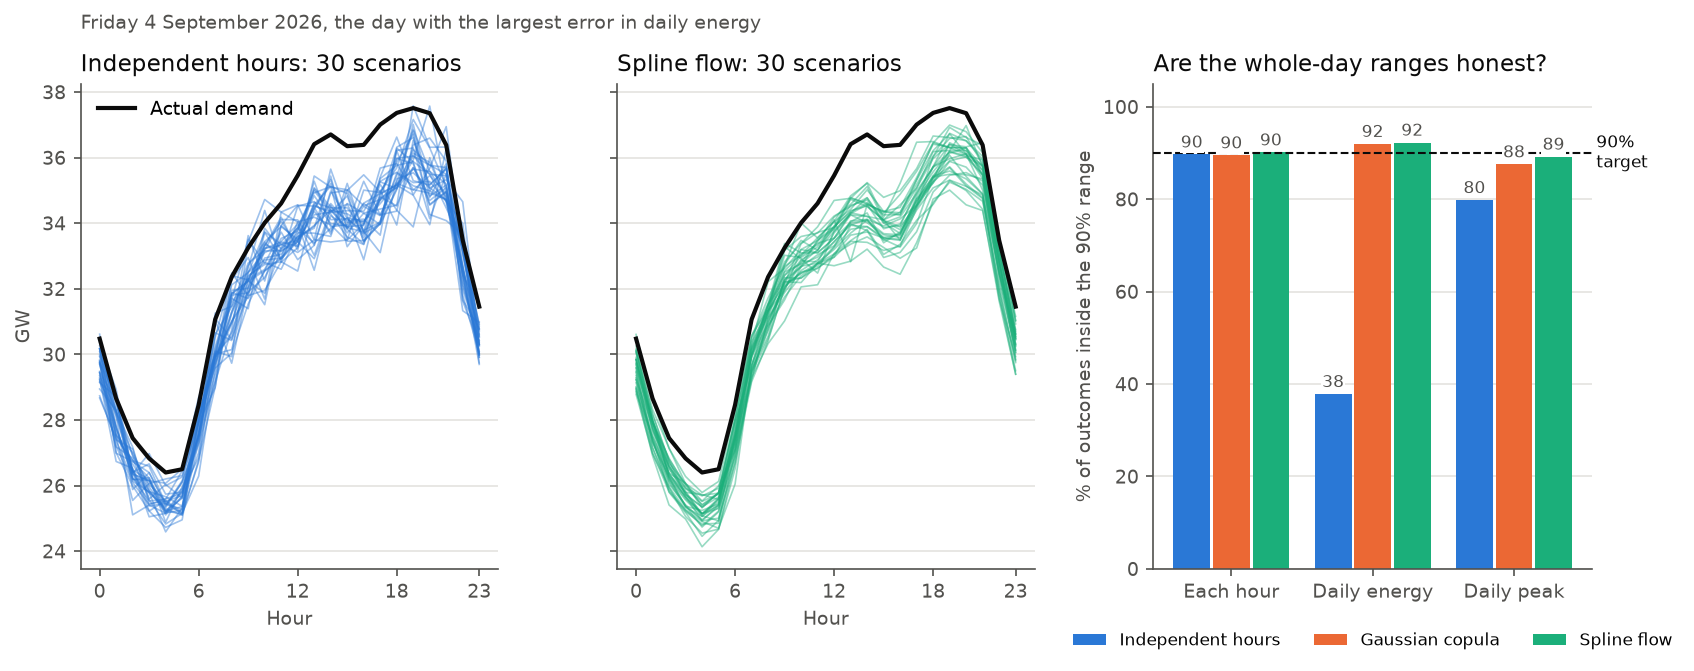 Friday 4 September 2026, the day with the largest error in daily energy
Independent hours: 30 scenarios
Actual demand
GW
38
36
34
32
30
28
26
24
0 6 12 18 23
Hour
Spline flow: 30 scenarios
0 6 12 18 23
Hour
Are the whole-day ranges honest?
% of outcomes inside the 90% range
100
80
60
40
20
0
90 90 90
38 92 92
80 88 89
90%
target
Each hour Daily energy Daily peak
Independent hours Gaussian copula Spline flow